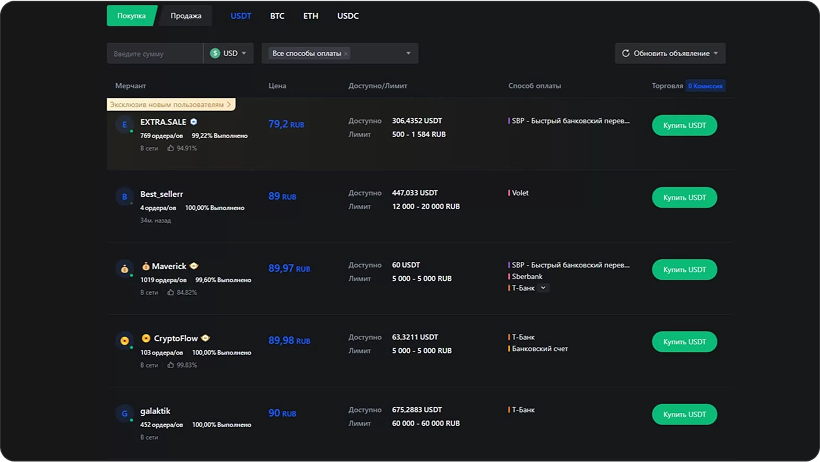 Покупка Продажа USDT BTC ETH USDC
Введите сумму $ USD Все способы оплаты × Обновить объявление
Мерчант Цена Доступно/Лимит Способ оплаты Торговля 0 Комиссия
Эксклюзив новым пользователям >
E EXTRA.SALE 79,2 RUB Доступно 306,4352 USDT SBP - Быстрый банковский перев... Купить USDT
769 ордера/ов 99,22% Выполнено Лимит 500 - 1 584 RUB
В сети 94.91%
B Best_sellerr 89 RUB Доступно 447,033 USDT Volet Купить USDT
4 ордера/ов 100,00% Выполнено Лимит 12 000 - 20 000 RUB
34м. назад
Maverick 89,97 RUB Доступно 60 USDT SBP - Быстрый банковский перев... Купить USDT
1019 ордера/ов 99,60% Выполнено Лимит 5 000 - 5 000 RUB Sberbank
В сети 84.82% Т-Банк
CryptoFlow 89,98 RUB Доступно 63,3211 USDT Т-Банк Купить USDT
103 ордера/ов 100,00% Выполнено Лимит 5 000 - 5 000 RUB Банковский счет
В сети 99.83%
G galaktik 90 RUB Доступно 675,2883 USDT Т-Банк Купить USDT
452 ордера/ов 100,00% Выполнено Лимит 60 000 - 60 000 RUB
В сети